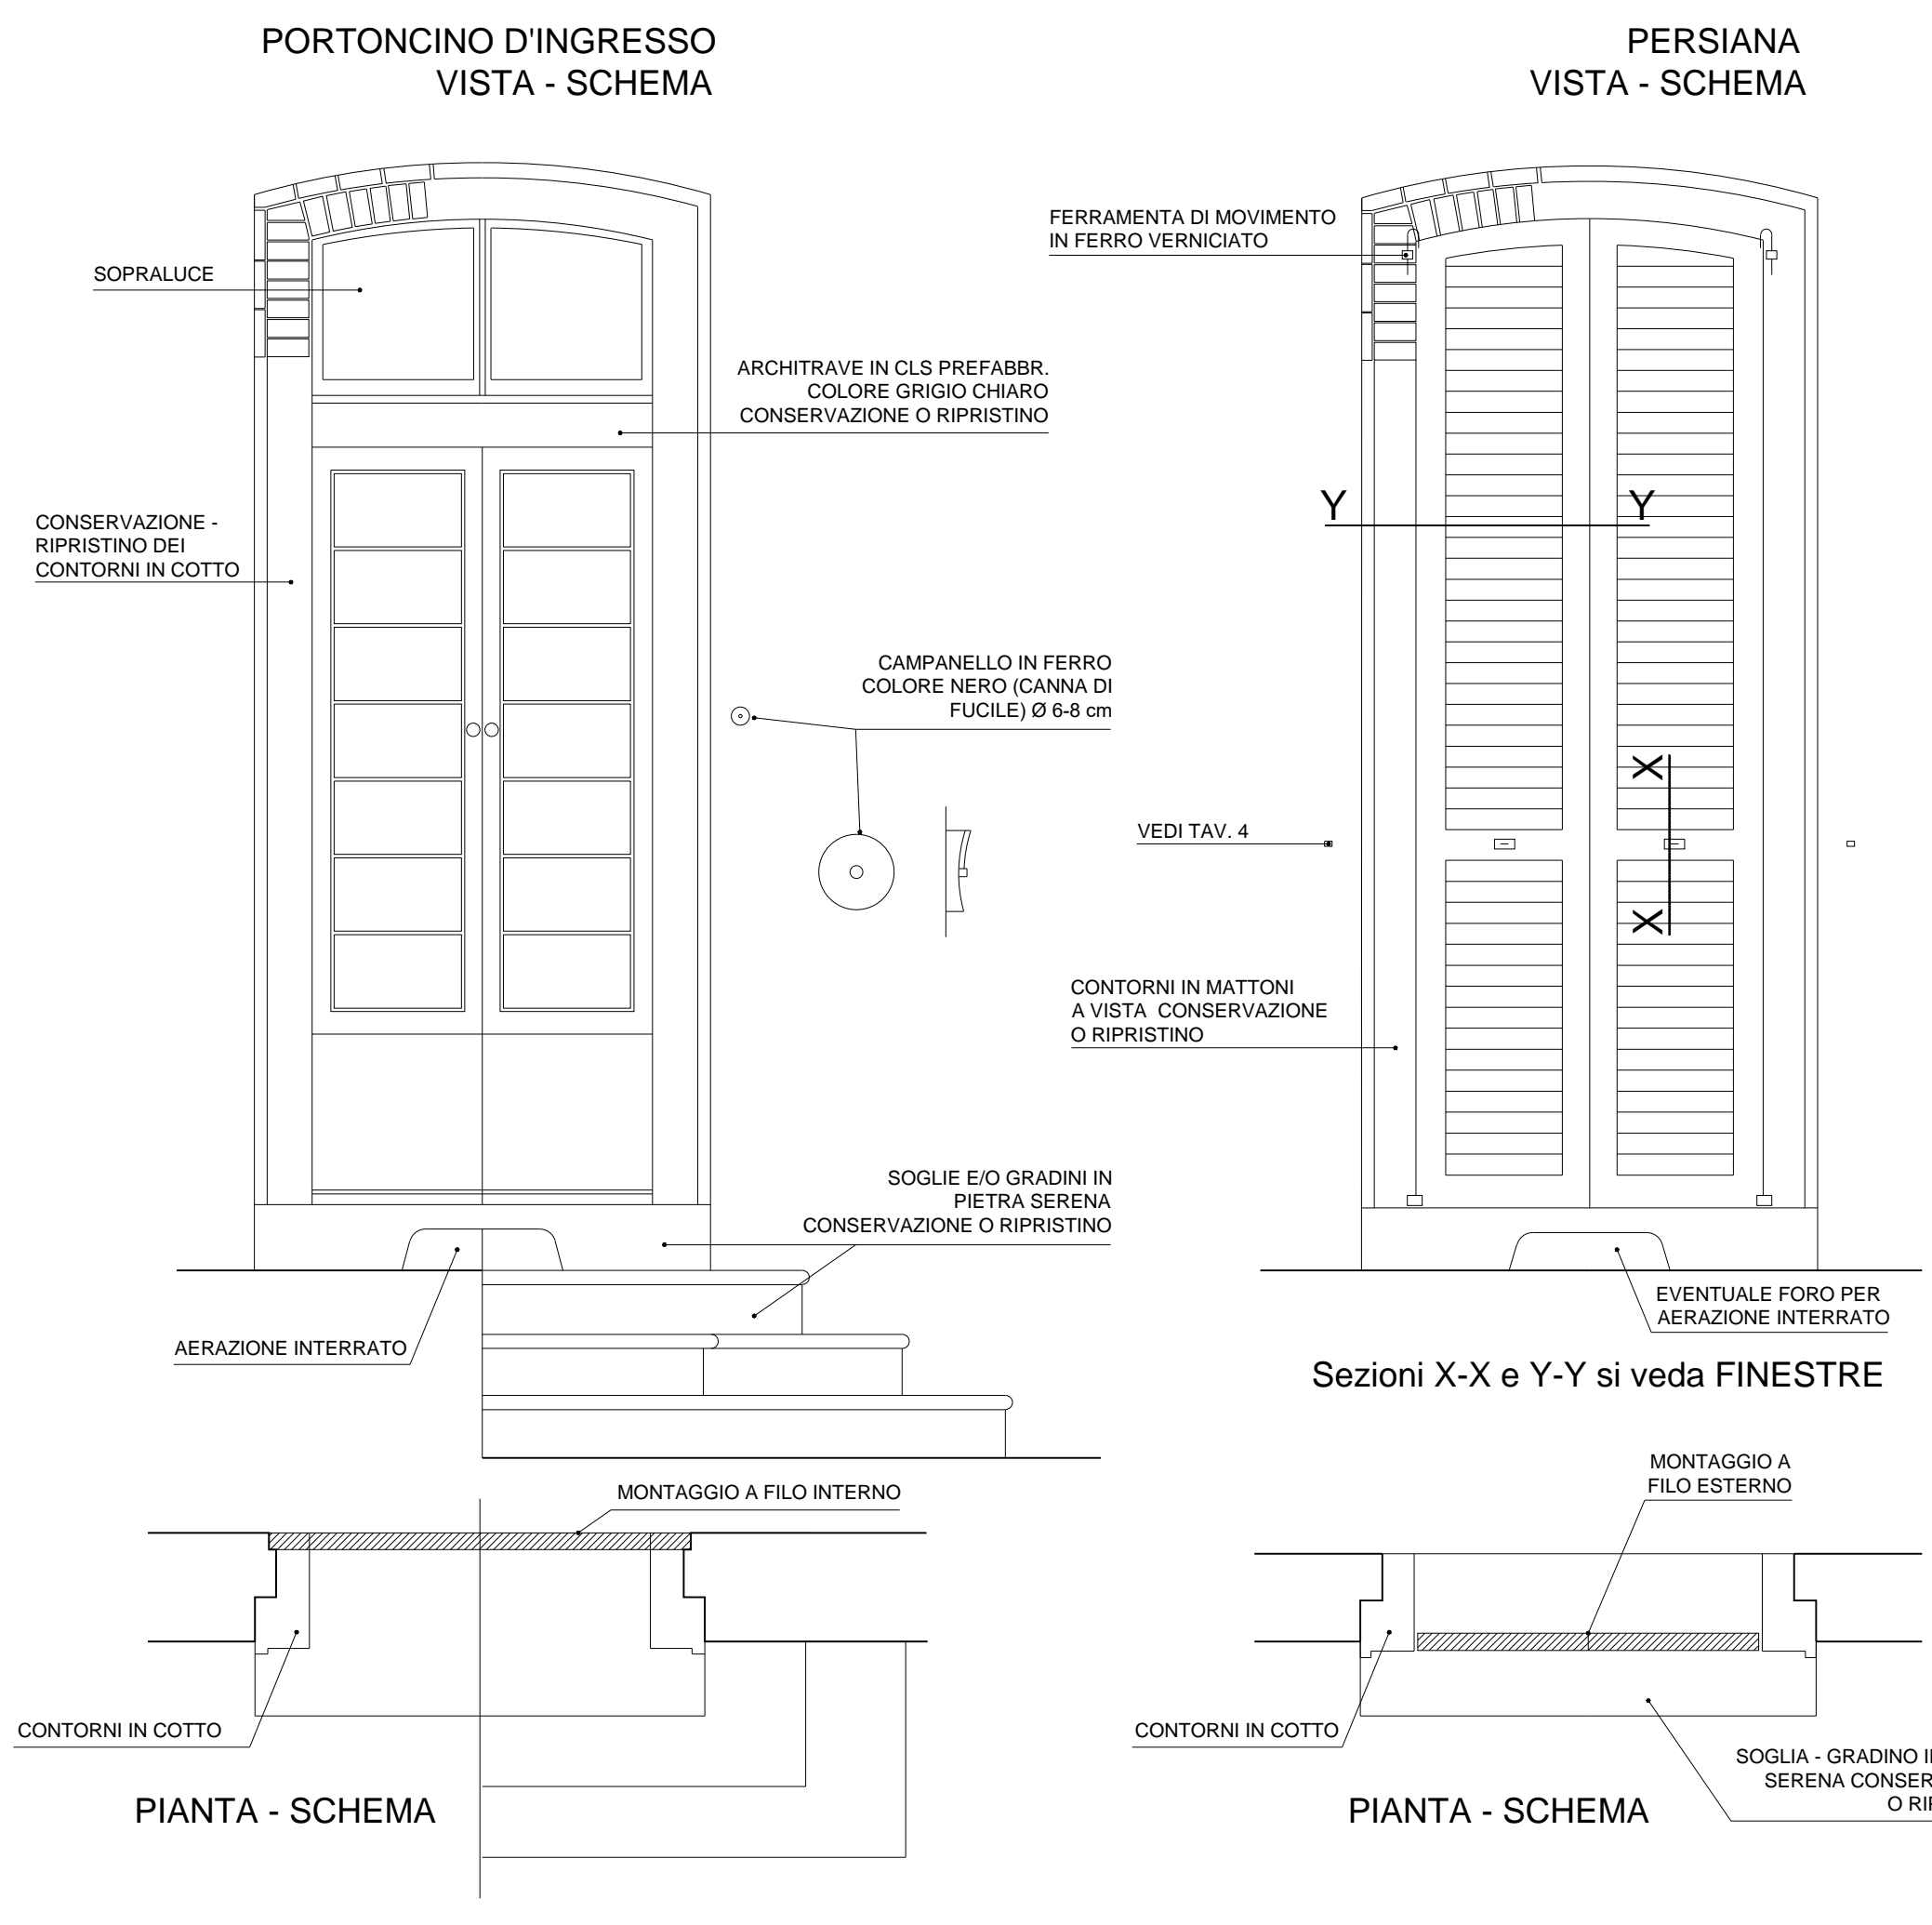 PORTONCINO D'INGRESSO
VISTA - SCHEMA
SOPRALUCE
ARCHITRAVE IN CLS PREFABBR.
COLORE GRIGIO CHIARO
CONSERVAZIONE O RIPRISTINO
CONSERVAZIONE -
RIPRISTINO DEI
CONTORNI IN COTTO
CAMPANELLO IN FERRO
COLORE NERO (CANNA DI
FUCILE) Ø 6-8 cm
SOGLIE E/O GRADINI IN
PIETRA SERENA
CONSERVAZIONE O RIPRISTINO
AERAZIONE INTERRATO
MONTAGGIO A FILO INTERNO
CONTORNI IN COTTO
PIANTA - SCHEMA
PERSIANA
VISTA - SCHEMA
FERRAMENTA DI MOVIMENTO
IN FERRO VERNICIATO
Y Y
X
VEDI TAV. 4
X
CONTORNI IN MATTONI
A VISTA CONSERVAZIONE
O RIPRISTINO
EVENTUALE FORO PER
AERAZIONE INTERRATO
Sezioni X-X e Y-Y si veda FINESTRE
MONTAGGIO A
FILO ESTERNO
CONTORNI IN COTTO
SOGLIA - GRADINO
SERENA
O
PIANTA - SCHEMA